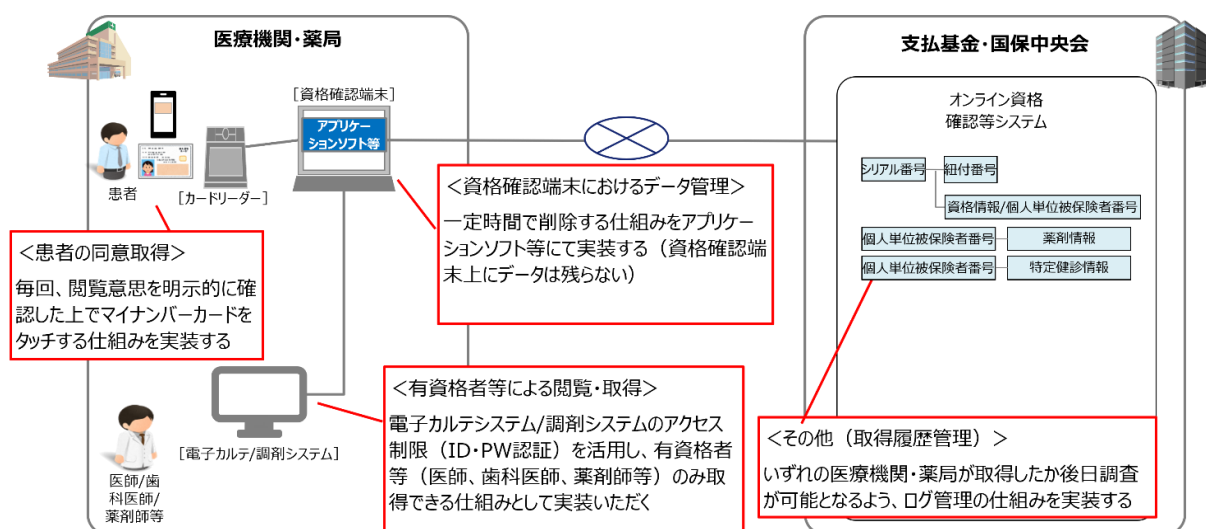 医療機関・薬局
[資格確認端末]
アプリケー
ションソフト等
患者
[カードリーダー]
＜患者の同意取得＞
毎回、閲覧意思を明示的に確
認した上でマイナンバーカードを
タッチする仕組みを実装する
＜資格確認端末におけるデータ管理＞
一定時間で削除する仕組みをアプリケー
ションソフト等にて実装する（資格確認端
末上にデータは残らない）
医師/歯
科医師/
薬剤師等
[電子カルテ/調剤システム]
＜有資格者等による閲覧・取得＞
電子カルテシステム/調剤システムのアクセス
制限（ID・PW認証）を活用し、有資格者
等（医師、歯科医師、薬剤師等）のみ取
得できる仕組みとして実装いただく
支払基金・国保中央会
オンライン資格
確認等システム
シリアル番号 紐付番号
資格情報/個人単位被保険者番号
個人単位被保険者番号 薬剤情報
個人単位被保険者番号 特定健診情報
＜その他（取得履歴管理）＞
いずれの医療機関・薬局が取得したか後日調査
が可能となるよう、ログ管理の仕組みを実装する